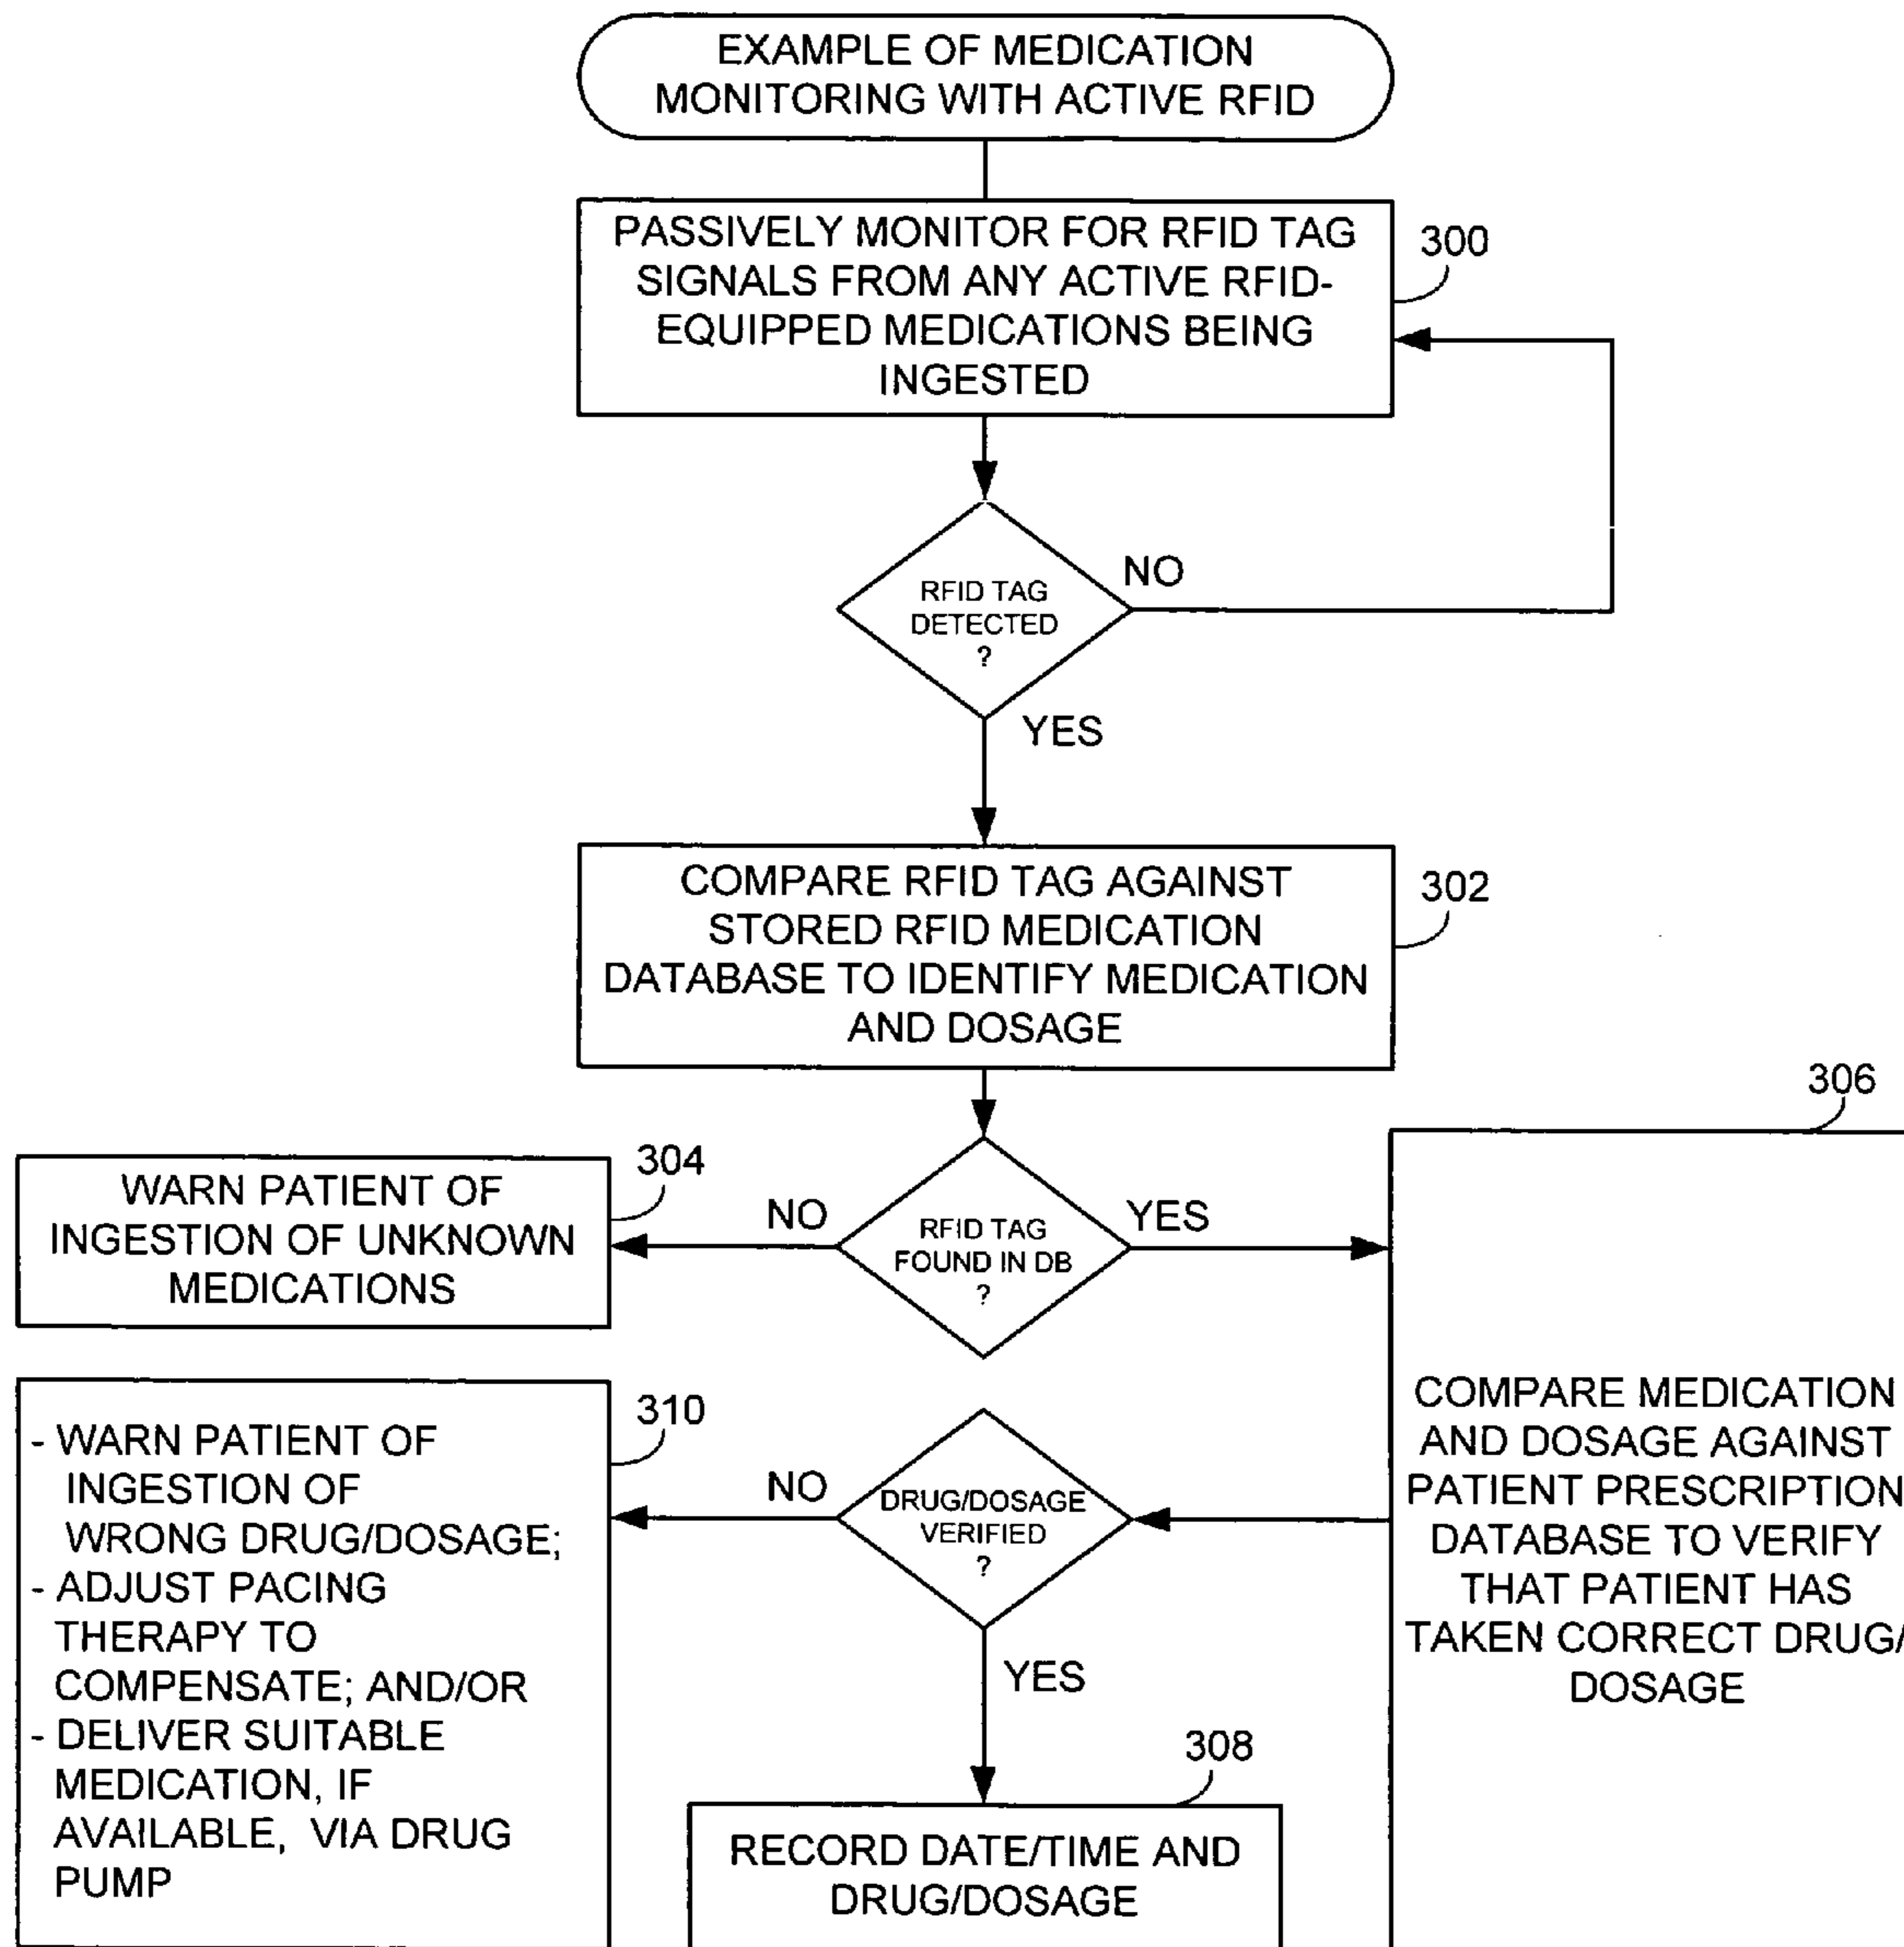 EXAMPLE OF MEDICATION
MONITORING WITH ACTIVE RFID
PASSIVELY MONITOR FOR RFID TAG
SIGNALS FROM ANY ACTIVE RFID-
EQUIPPED MEDICATIONS BEING
INGESTED
300
RFID TAG
DETECTED
?
NO
YES
COMPARE RFID TAG AGAINST
STORED RFID MEDICATION
DATABASE TO IDENTIFY MEDICATION
AND DOSAGE
302
RFID TAG
FOUND IN DB
?
NO
YES
WARN PATIENT OF
INGESTION OF UNKNOWN
MEDICATIONS
304
306
COMPARE MEDICATION
AND DOSAGE AGAINST
PATIENT PRESCRIPTION
DATABASE TO VERIFY
THAT PATIENT HAS
TAKEN CORRECT DRUG/
DOSAGE
DRUG/DOSAGE
VERIFIED
?
NO
YES
- WARN PATIENT OF
INGESTION OF
WRONG DRUG/DOSAGE;
- ADJUST PACING
THERAPY TO
COMPENSATE; AND/OR
- DELIVER SUITABLE
MEDICATION, IF
AVAILABLE, VIA DRUG
PUMP
310
308
RECORD DATE/TIME AND
DRUG/DOSAGE